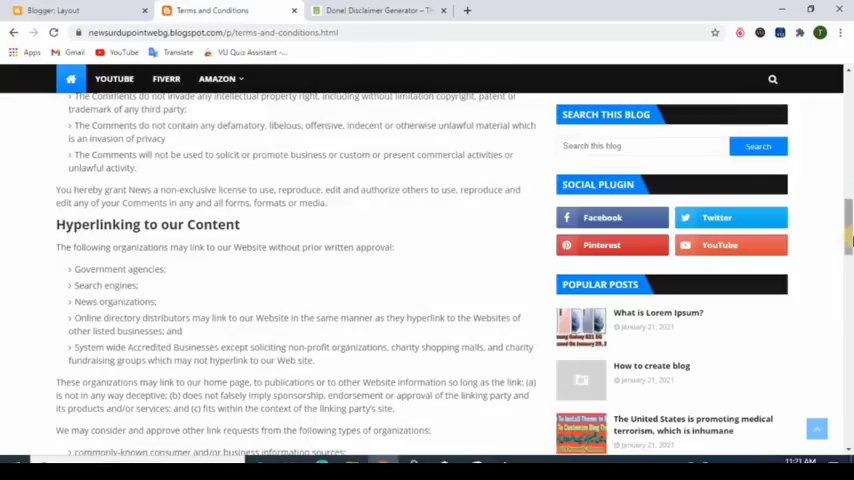 Blogger: Layout
Terms and Conditions
Done! Disclaimer Generator – Th
newsurdupointwebg.blogspot.com/p/terms-and-conditions.html
Apps Gmail YouTube Translate VU Quiz Assistant -...
YOUTUBE FIVERR AMAZON
The Comments do not invade any intellectual property right, including without limitation copyright, patent or
trademark of any third party;
The Comments do not contain any defamatory, libelous, offensive, indecent or otherwise unlawful material which
is an invasion of privacy
The Comments will not be used to solicit or promote business or custom or present commercial activities or
unlawful activity.
You hereby grant News a non-exclusive license to use, reproduce, edit and authorize others to use, reproduce and
edit any of your Comments in any and all forms, formats or media.
Hyperlinking to our Content
The following organizations may link to our Website without prior written approval:
Government agencies;
Search engines;
News organizations;
Online directory distributors may link to our Website in the same manner as they hyperlink to the Websites of
other listed businesses; and
System wide Accredited Businesses except soliciting non-profit organizations, charity shopping malls, and charity
fundraising groups which may not hyperlink to our Web site.
These organizations may link to our home page, to publications or to other Website information so long as the link: (a)
is not in any way deceptive; (b) does not falsely imply sponsorship, endorsement or approval of the linking party and
its products and/or services; and (c) fits within the context of the linking party's site.
We may consider and approve other link requests from the following types of organizations:
commonly-known consumer and/or business information sources;
SEARCH THIS BLOG
Search this blog
Search
SOCIAL PLUGIN
Facebook
Twitter
Pinterest
YouTube
POPULAR POSTS
What is Lorem Ipsum?
January 21, 2021
How to create blog
January 21, 2021
The United States is promoting medical
terrorism, which is inhumane
January 21, 2021
11:21 AM